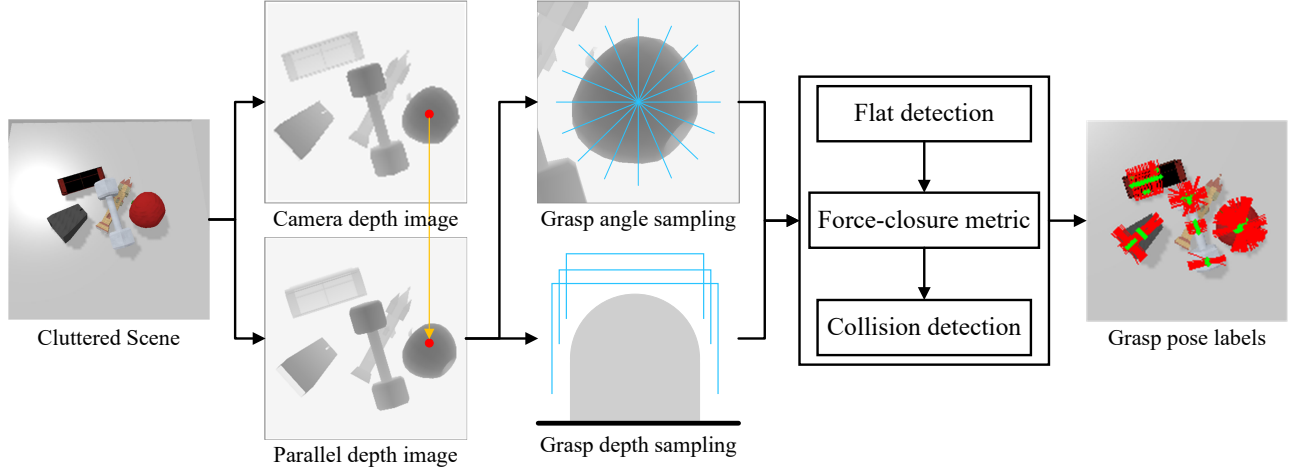 Cluttered Scene
Camera depth image
Parallel depth image
Grasp angle sampling
Grasp depth sampling
Flat detection
Force-closure metric
Collision detection
Grasp pose labels